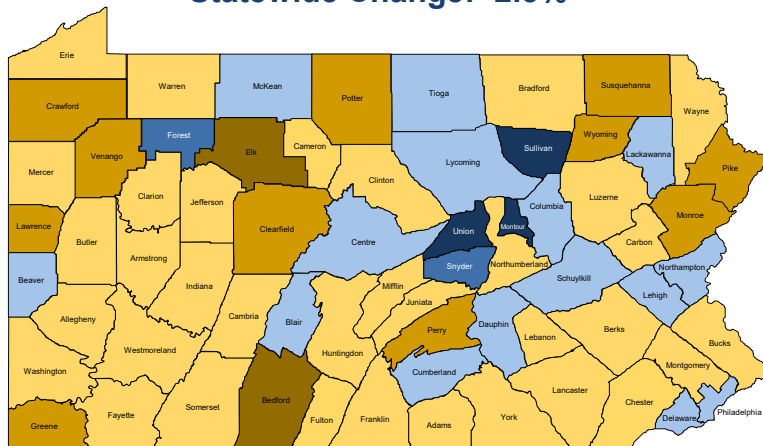 Erie
Warren
McKean
Potter
Tioga
Bradford
Susquehanna
Wayne
Crawford
Forest
Elk
Cameron
Lycoming
Sullivan
Wyoming
Lackawanna
Pike
Mercer
Venango
Clarion
Jefferson
Clinton
Clearfield
Centre
Union
Montour
Columbia
Luzerne
Monroe
Lawrence
Butler
Armstrong
Indiana
Snyder
Northumberland
Carbon
Northampton
Beaver
Allegheny
Westmoreland
Cambria
Blair
Huntingdon
Mifflin
Juniata
Perry
Dauphin
Schuylkill
Lehigh
Lebanon
Berks
Bucks
Montgomery
Washington
Greene
Fayette
Somerset
Bedford
Fulton
Franklin
Cumberland
Adams
York
Lancaster
Chester
Delaware
Philadelphia